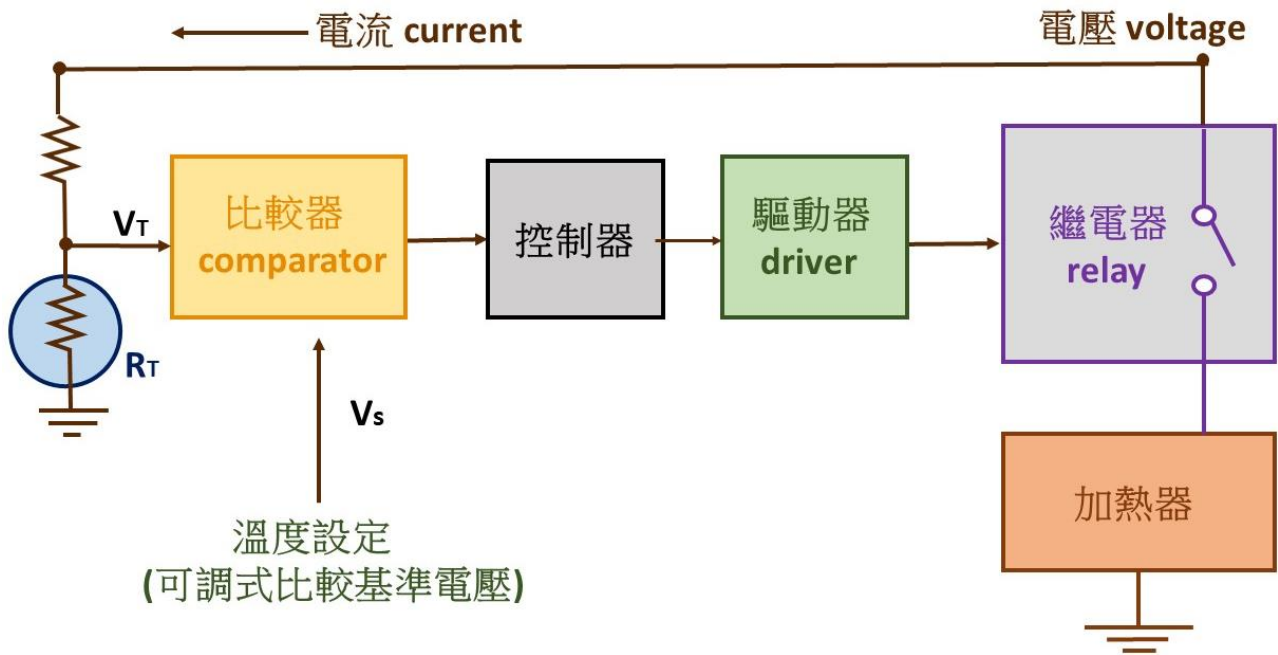 電流 current
電壓 voltage
VT
比較器
comparator
控制器
驅動器
driver
繼電器
relay
RT
Vs
溫度設定
(可調式比較基準電壓)
加熱器